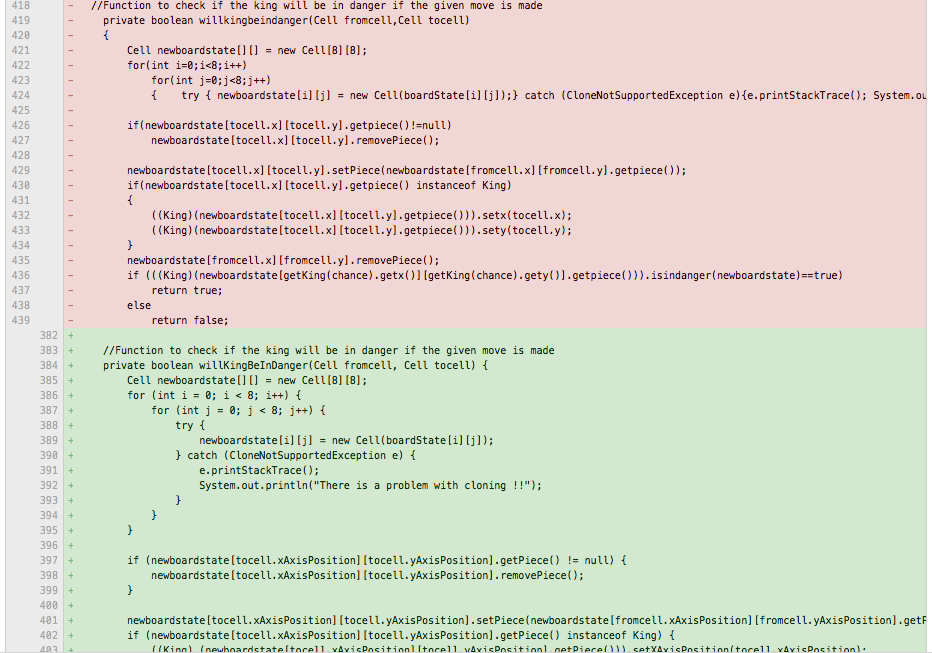 418 - //Function to check if the king will be in danger if the given move is made
419 - private boolean willkingbeindanger(Cell fromcell,Cell tocell)
420 - {
421 - Cell newboardstate[][] = new Cell[8][8];
422 - for(int i=0;i<8;i++)
423 - for(int j=0;j<8;j++)
424 - { try { newboardstate[i][j] = new Cell(boardState[i][j]);} catch (CloneNotSupportedException e){e.printStackTrace(); System.ou
425 -
426 - if(newboardstate[tocell.x][tocell.y].getpiece()!=null)
427 - newboardstate[tocell.x][tocell.y].removePiece();
428 -
429 - newboardstate[tocell.x][tocell.y].setPiece(newboardstate[fromcell.x][fromcell.y].getpiece());
430 - if(newboardstate[tocell.x][tocell.y].getpiece() instanceof King)
431 - {
432 - ((King)(newboardstate[tocell.x][tocell.y].getpiece())).setx(tocell.x);
433 - ((King)(newboardstate[tocell.x][tocell.y].getpiece())).sety(tocell.y);
434 - }
435 - newboardstate[fromcell.x][fromcell.y].removePiece();
436 - if (((King)(newboardstate[getKing(chance).getx()][getKing(chance).gety()].getpiece())).isindanger(newboardstate)==true)
437 - return true;
438 - else
439 - return false;
382 +
383 + //Function to check if the king will be in danger if the given move is made
384 + private boolean willKingBeInDanger(Cell fromcell, Cell tocell) {
385 + Cell newboardstate[][] = new Cell[8][8];
386 + for (int i = 0; i < 8; i++) {
387 + for (int j = 0; j < 8; j++) {
388 + try {
389 + newboardstate[i][j] = new Cell(boardState[i][j]);
390 + } catch (CloneNotSupportedException e) {
391 + e.printStackTrace();
392 + System.out.println("There is a problem with cloning !!");
393 + }
394 + }
395 + }
396 +
397 + if (newboardstate[tocell.xAxisPosition][tocell.yAxisPosition].getPiece() != null) {
398 + newboardstate[tocell.xAxisPosition][tocell.yAxisPosition].removePiece();
399 + }
400 +
401 + newboardstate[tocell.xAxisPosition][tocell.yAxisPosition].setPiece(newboardstate[fromcell.xAxisPosition][fromcell.yAxisPosition].getP
402 + if (newboardstate[tocell.xAxisPosition][tocell.yAxisPosition].getPiece() instanceof King) {
403 + ((King) (newboardstate[tocell.xAxisPosition][tocell.yAxisPosition].getPiece())).setXAxisPosition(tocell.xAxisPosition);